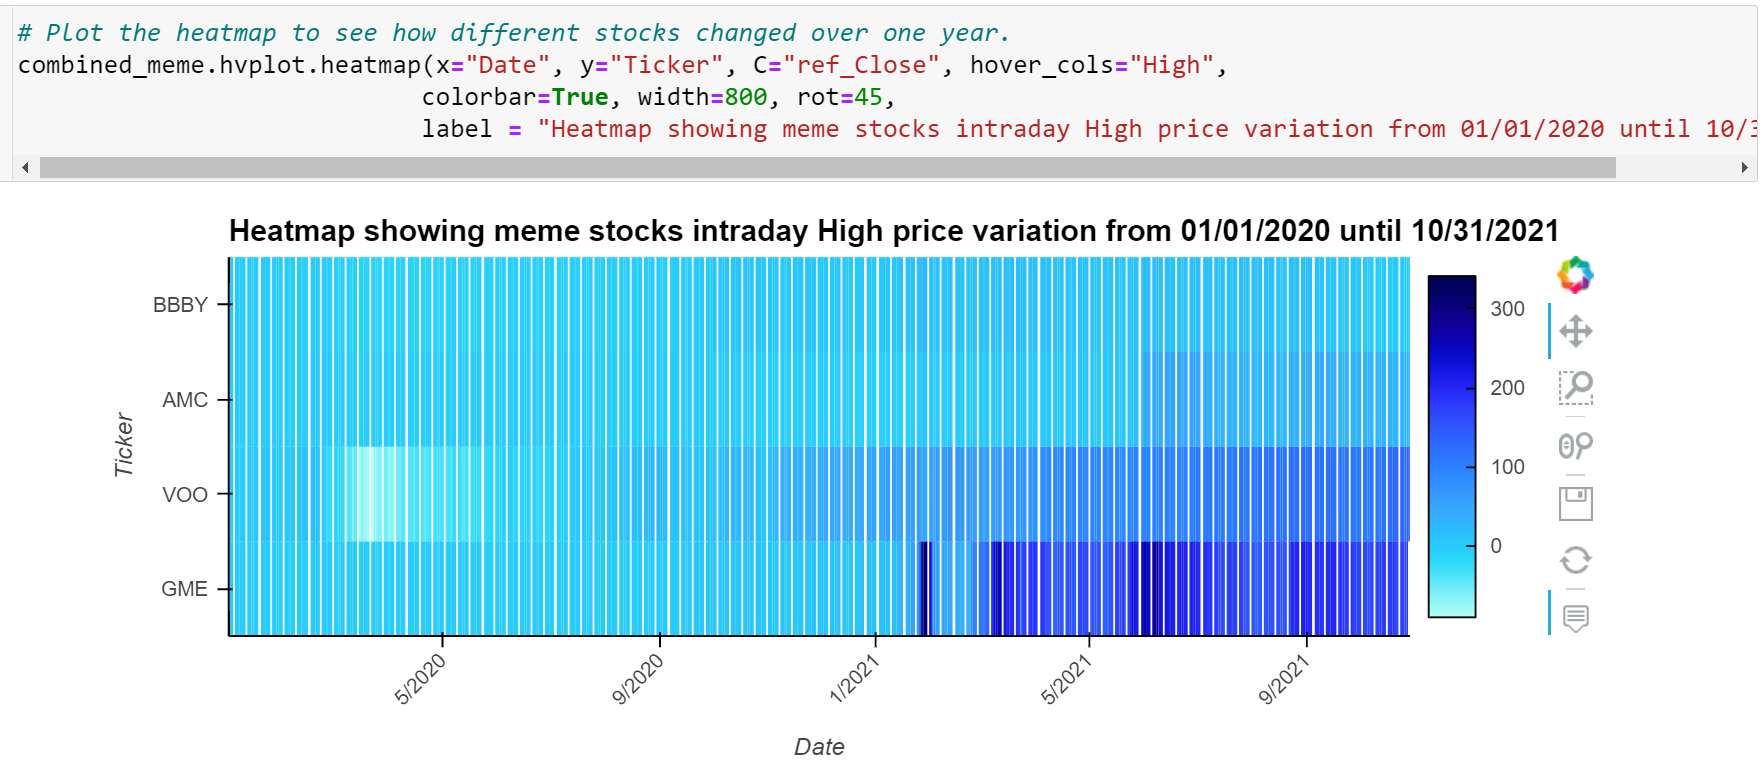 # Plot the heatmap to see how different stocks changed over one year.
combined_meme.hvplot.heatmap(x="Date", y="Ticker", C="ref_Close", hover_cols="High",
colorbar=True, width=800, rot=45,
label = "Heatmap showing meme stocks intraday High price variation from 01/01/2020 until 10/3
Heatmap showing meme stocks intraday High price variation from 01/01/2020 until 10/31/2021
Ticker
BBBY
AMC
VOO
GME
300
200
100
0
5/2020
9/2020
1/2021
5/2021
9/2021
Date